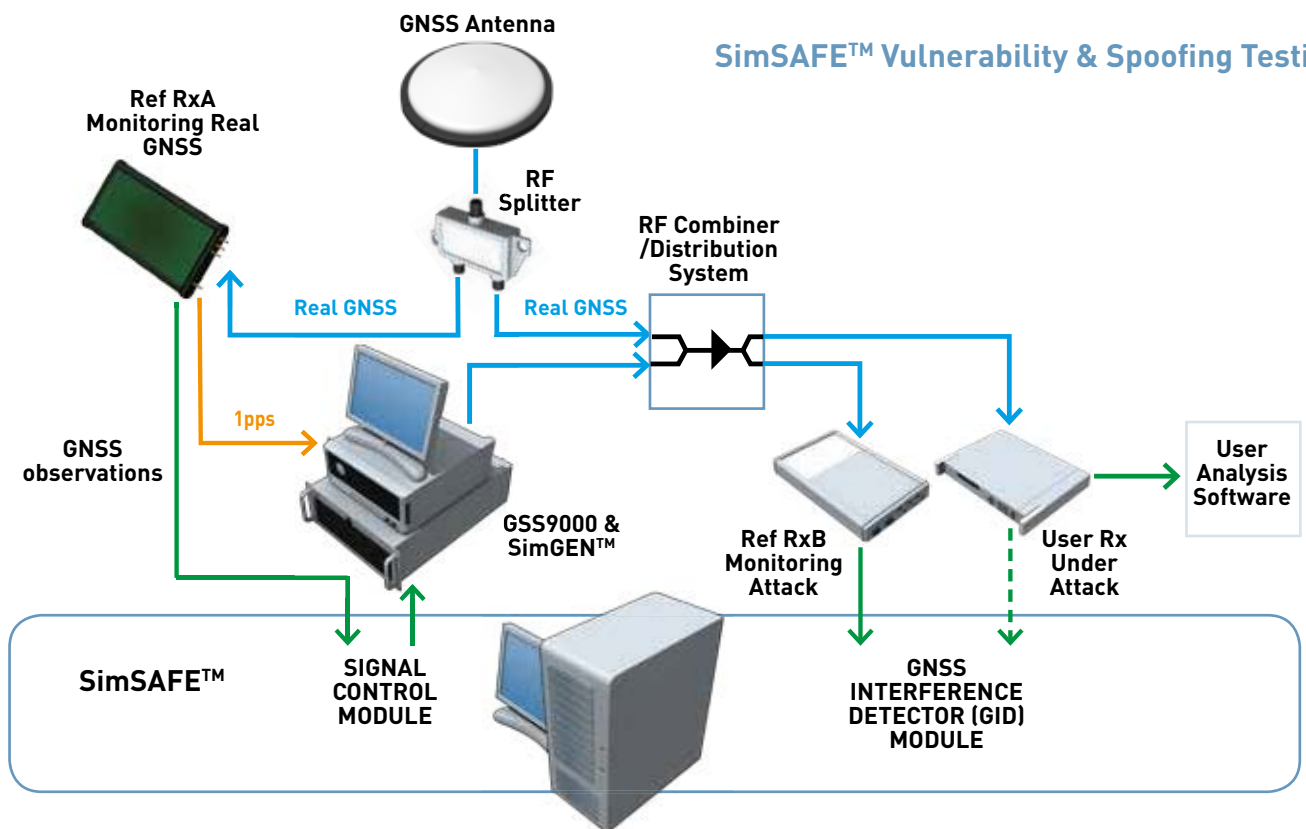 GNSS Antenna
SimSAFE™ Vulnerability & Spoofing Testi
Ref RxA
Monitoring Real
GNSS
RF
Splitter
RF Combiner
/Distribution
System
Real GNSS
Real GNSS
1pps
GNSS
observations
GSS9000 &
SimGEN™
Ref RxB
Monitoring
Attack
User Rx
Under
Attack
User
Analysis
Software
SimSAFE™
SIGNAL
CONTROL
MODULE
GNSS
INTERFERENCE
DETECTOR (GID)
MODULE